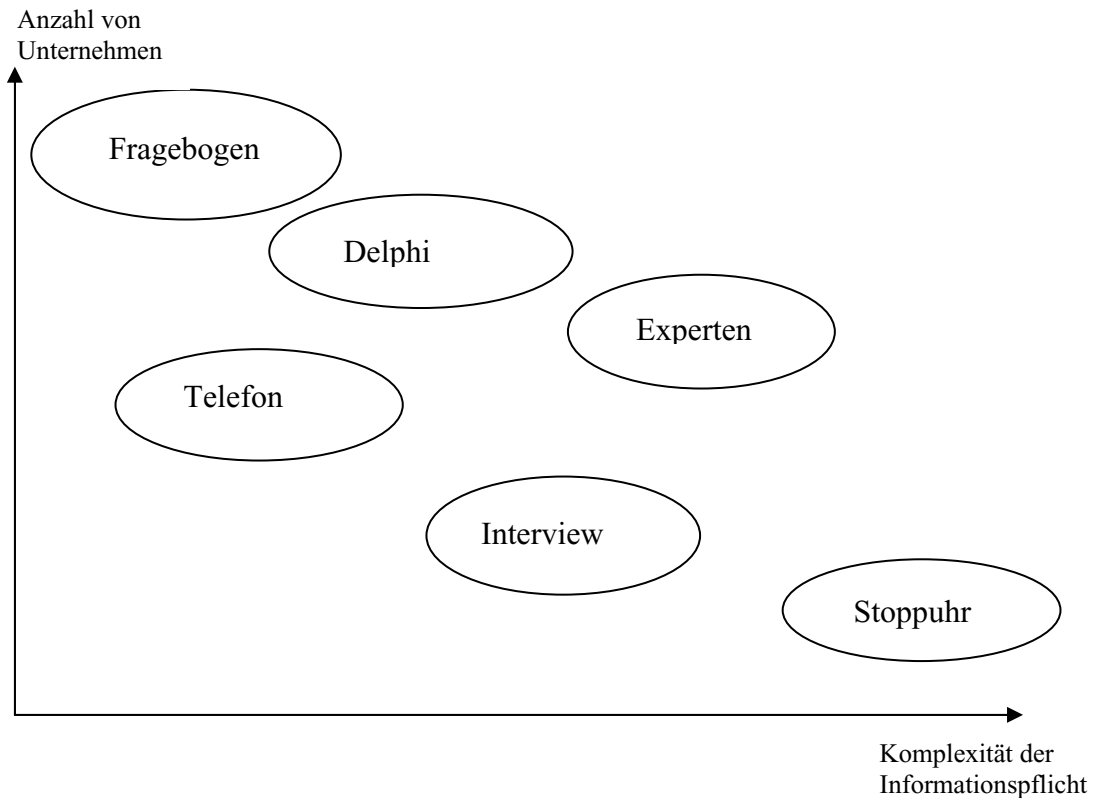 Anzahl von
Unternehmen
Fragebogen
Delphi
Experten
Telefon
Interview
Stoppuhr
Komplexität der
Informationspflicht